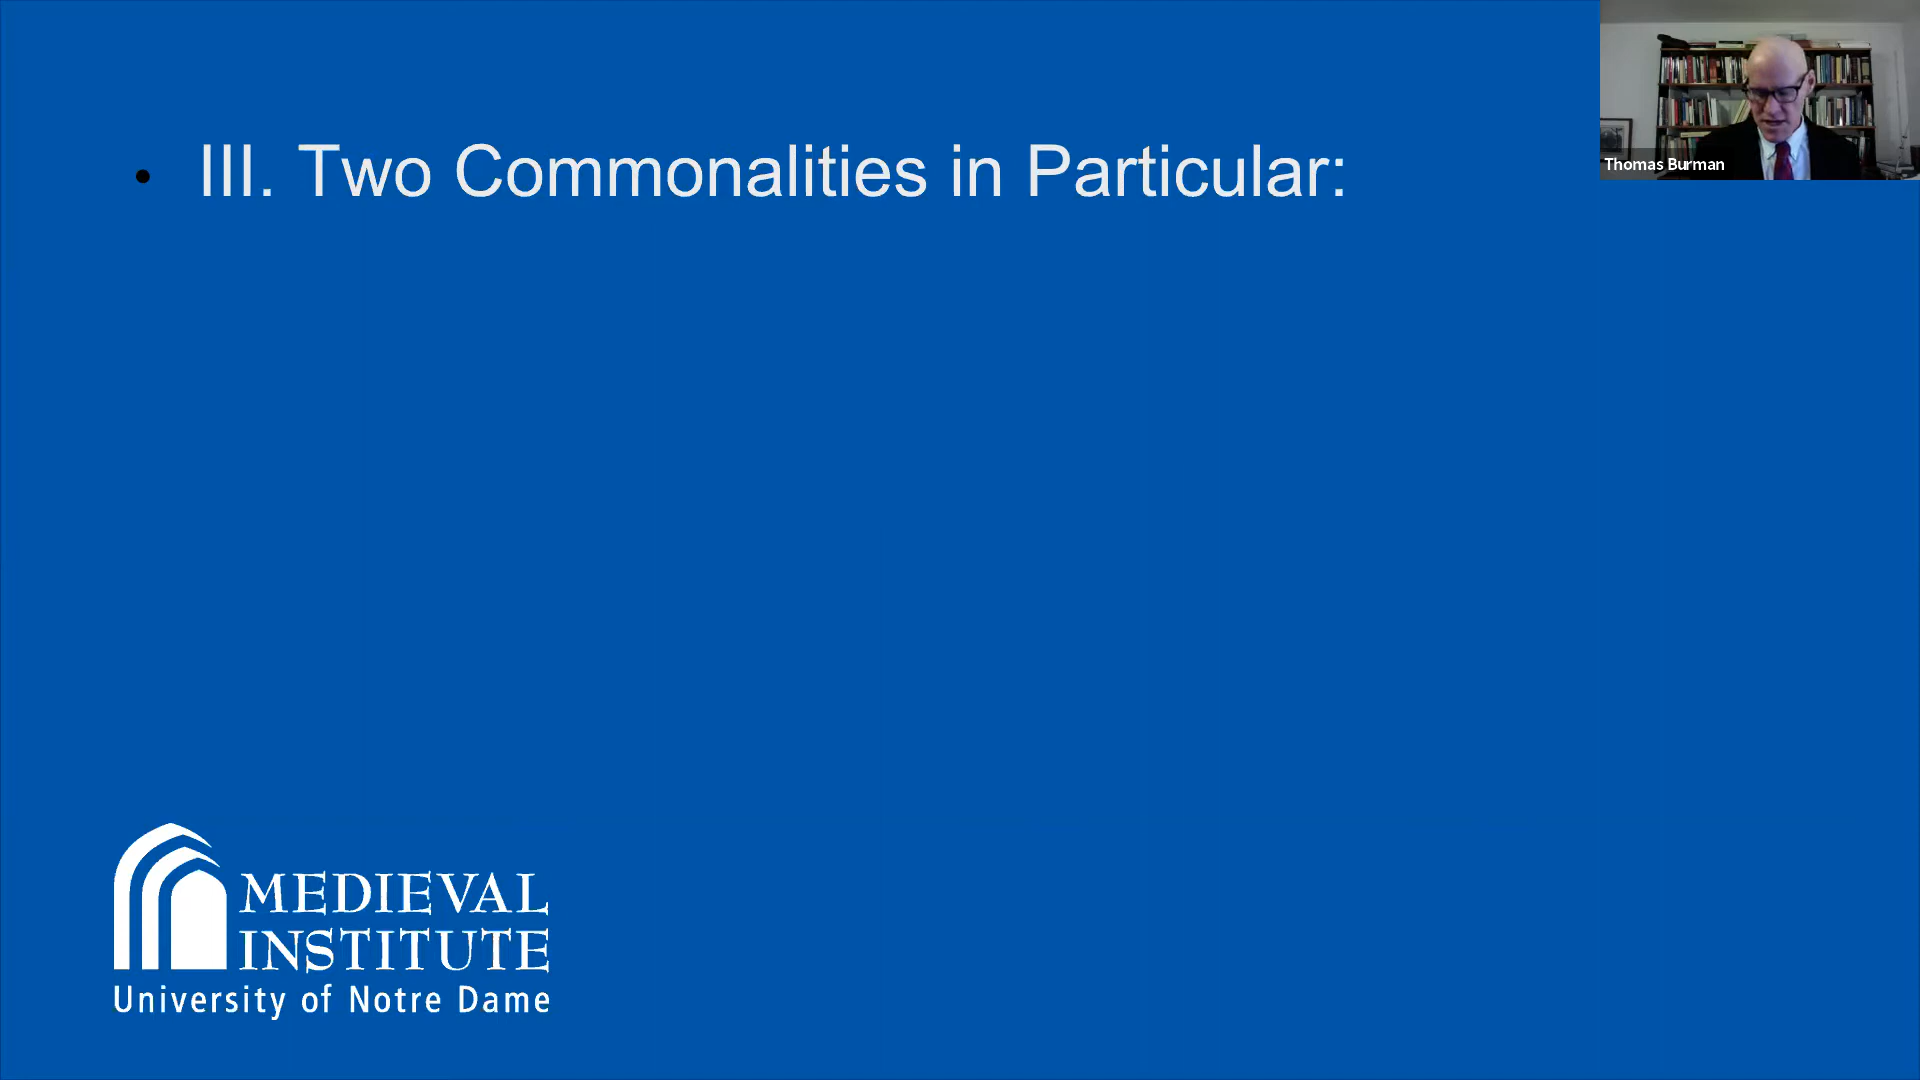 • III. Two Commonalities in Particular:
Thomas Burman
MEDIEVAL
INSTITUTE
University of Notre Dame